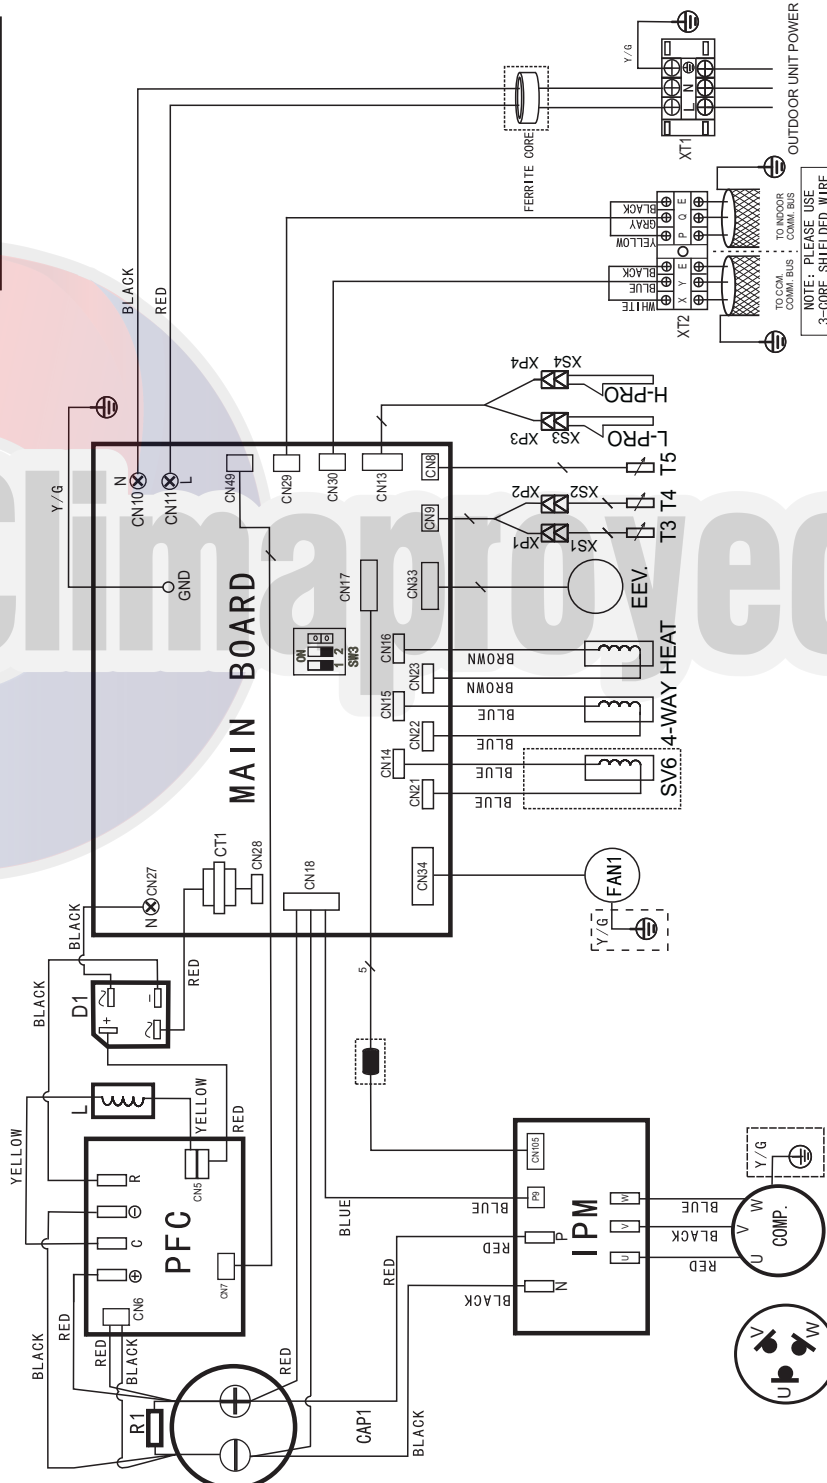 OUTDOOR UNIT POWER
Y/G
L N
XT1
FERRITE CORE
BLACK
RED
BLACK
GRAY
YELLOW
BLACK
BLUE
WHITE
P Q E
X Y E
XT2
TO INDOOR
COMM. BUS
TO CCM.
COMM. BUS
NOTE: PLEASE USE
3-CORE SHIELDED WIRE
XP4
XS4
H-PRO
XP3
XS3
L-PRO
T5
XP2
XS2
T4
XP1
XS1
T3
EEV.
Y/G
GND
N
CN10
CN11
L
CN49
CN29
CN30
CN13
CN8
CN9
CN17
CN33
Climaproyec
MAIN BOARD
ON
1 2
SW3
CN16
CN23
CN15
CN22
CN14
CN21
BROWN
BROWN
BLUE
BLUE
BLUE
BLUE
HEAT
4-WAY
SV6
CN34
FAN1
Y/G
N
CN27
CT1
CN28
CN18
BLACK
RED
BLACK
D1
+
-
L
YELLOW
YELLOW
RED
5
PFC
R
C
CN5
CN6
CN7
BLUE
BLACK
RED
RED
BLACK
R1
CAP1
RED
RED
BLACK
IPM
CN105
P9
P
N
BLUE
RED
BLACK
W
V
U
BLUE
BLACK
RED
COMP.
U
V
W
Y/G
U
V
W